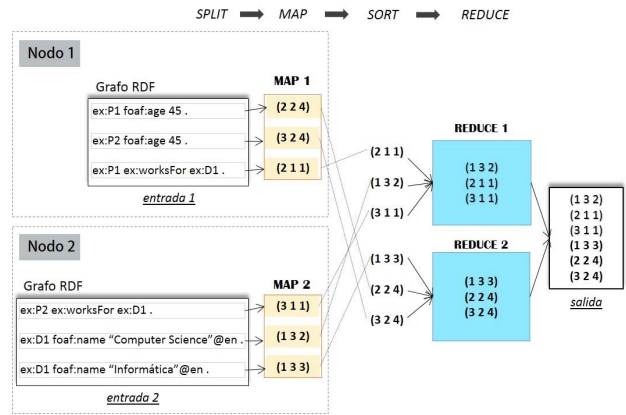 SPLIT MAP SORT REDUCE
Nodo 1
Grafo RDF
MAP 1
ex:P1 foaf:age 45 .
(2 2 4)
ex:P2 foaf:age 45 .
(3 2 4)
ex:P1 ex:worksFor ex:D1 .
(2 1 1)
entrada 1
Nodo 2
Grafo RDF
MAP 2
ex:P2 ex:worksFor ex:D1 .
(3 1 1)
ex:D1 foaf:name “Computer Science”@en .
(1 3 2)
ex:D1 foaf:name “Informática”@en .
(1 3 3)
entrada 2
(2 1 1)
(1 3 2)
(3 1 1)
(1 3 3)
(2 2 4)
(3 2 4)
REDUCE 1
(1 3 2)
(2 1 1)
(3 1 1)
REDUCE 2
(1 3 3)
(2 2 4)
(3 2 4)
(1 3 2)
(2 1 1)
(3 1 1)
(1 3 3)
(2 2 4)
(3 2 4)
salida